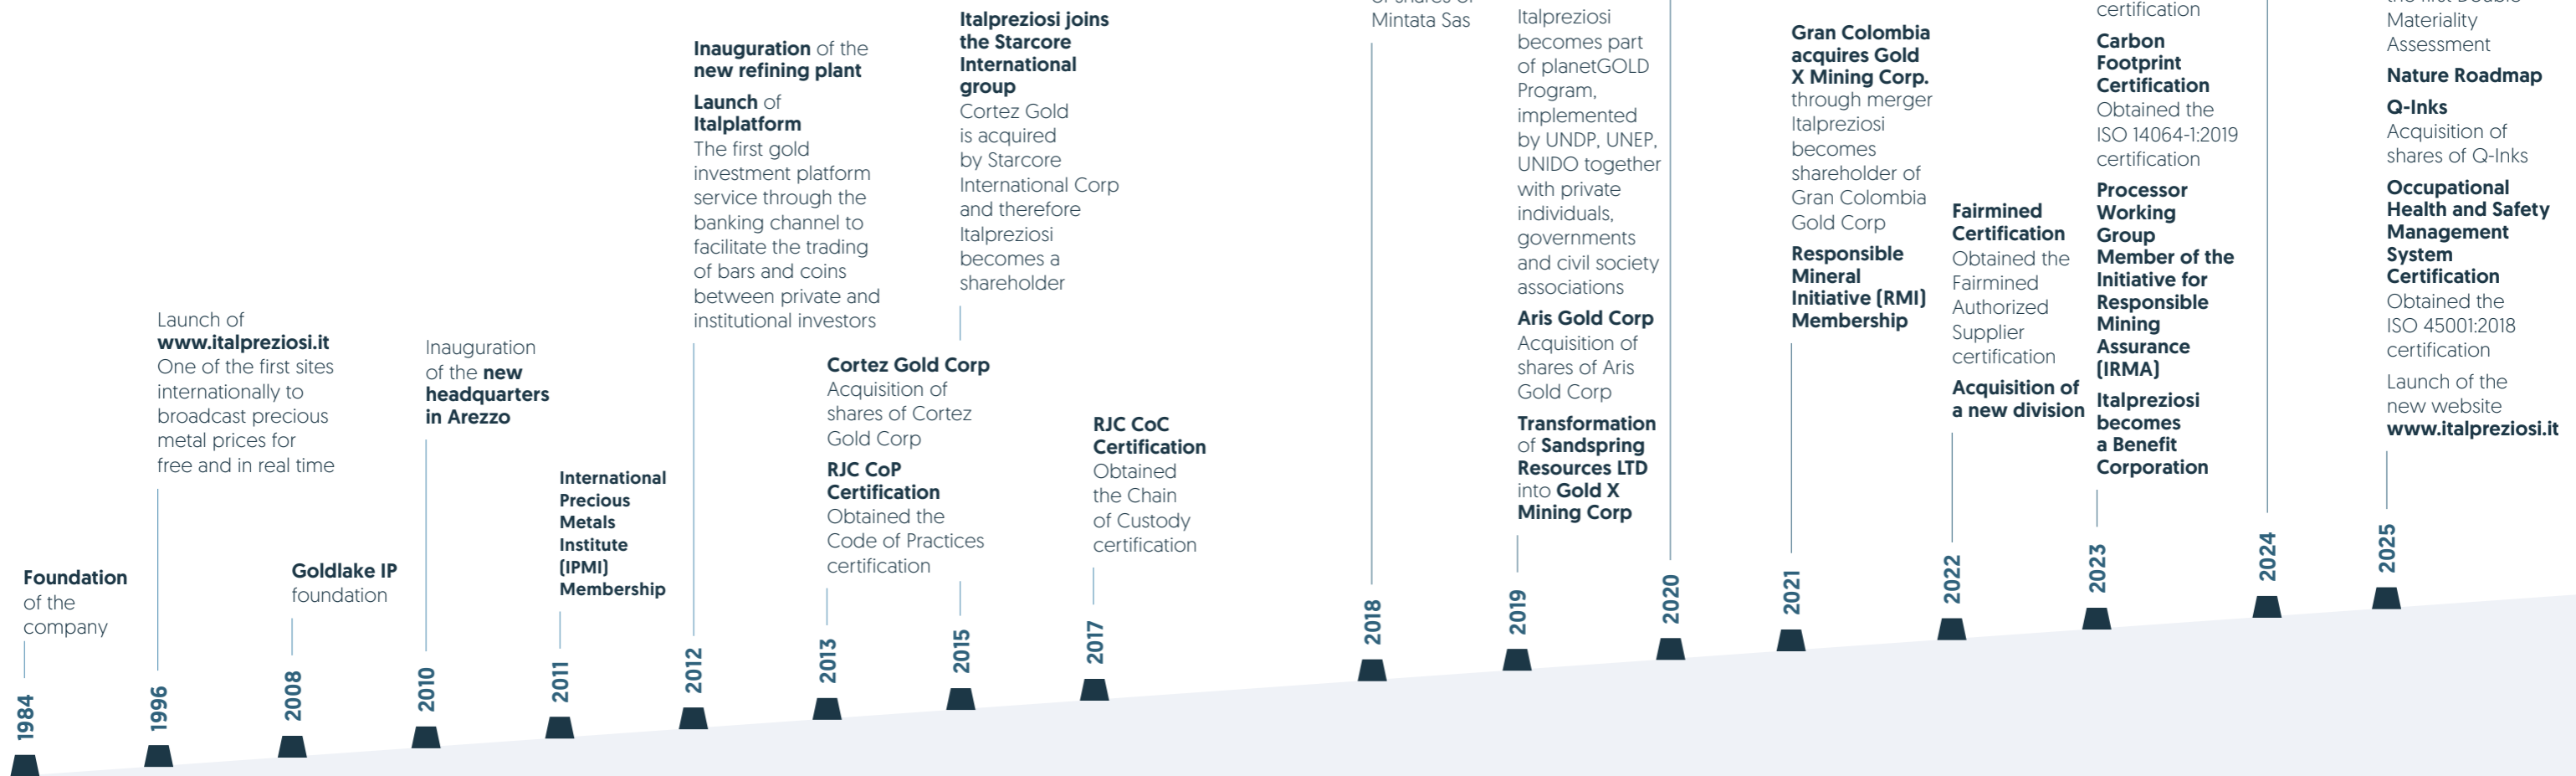 Foundation
of the
company
1984
Launch of
www.italpreziosi.it
One of the first sites
internationally to
broadcast precious
metal prices for
free and in real time
1996
Goldlake IP
foundation
2008
Inauguration
of the new
headquarters
in Arezzo
2010
International
Precious
Metals
Institute
(IPMI)
Membership
2011
Inauguration of the
new refining plant
Launch of
Italplatform
The first gold
investment platform
service through the
banking channel to
facilitate the trading
of bars and coins
between private and
institutional investors
2012
Cortez Gold Corp
Acquisition of
shares of Cortez
Gold Corp
RJC CoP
Certification
Obtained the
Code of Practices
certification
2013
Italpreziosi joins
the Starcore
International
group
Cortez Gold
is acquired
by Starcore
International Corp
and therefore
Italpreziosi
becomes a
shareholder
2015
RJC CoC
Certification
Obtained
the Chain
of Custody
certification
2017
of shares of
Mintata Sas
2018
Italpreziosi
becomes part
of planetGOLD
Program,
implemented
by UNDP, UNEP,
UNIDO together
with private
individuals,
governments
and civil society
associations
Aris Gold Corp
Acquisition of
shares of Aris
Gold Corp
Transformation
of Sandspring
Resources LTD
into Gold X
Mining Corp
2019
2020
Gran Colombia
acquires Gold
X Mining Corp.
through merger
Italpreziosi
becomes
shareholder of
Gran Colombia
Gold Corp
Responsible
Mineral
Initiative (RMI)
Membership
2021
Fairmined
Certification
Obtained the
Fairmined
Authorized
Supplier
certification
Acquisition of
a new division
2022
certification
Carbon
Footprint
Certification
Obtained the
ISO 14064-1:2019
certification
Processor
Working
Group
Member of the
Initiative for
Responsible
Mining
Assurance
(IRMA)
Italpreziosi
becomes
a Benefit
Corporation
2023
2024
the first Double
Materiality
Assessment
Nature Roadmap
Q-Inks
Acquisition of
shares of Q-Inks
Occupational
Health and Safety
Management
System
Certification
Obtained the
ISO 45001:2018
certification
Launch of the
new website
www.italpreziosi.it
2025